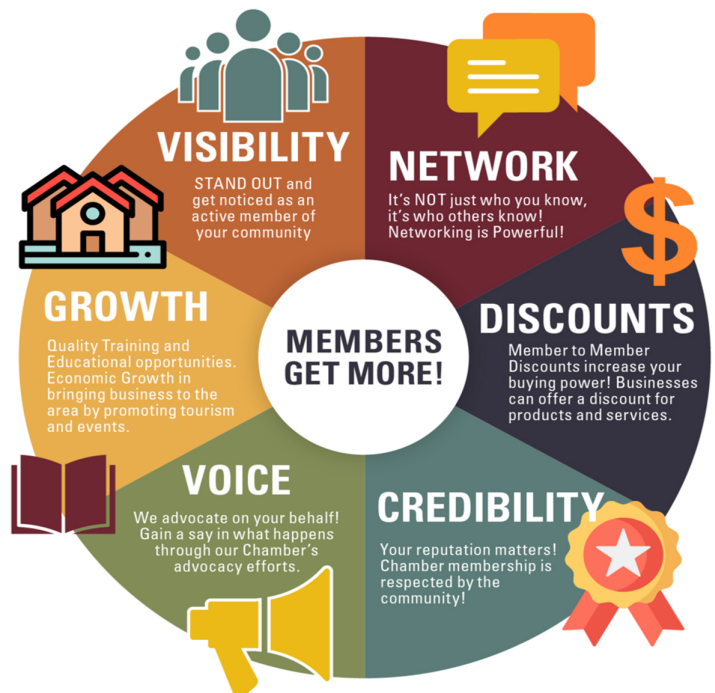 VISIBILITY
STAND OUT and
get noticed as an
active member of
your community
NETWORK
It's NOT just who you know,
it's who others know!
Networking is Powerful!
$
GROWTH
Quality Training and
Educational opportunities.
Economic Growth in
bringing business to the
area by promoting tourism
and events.
MEMBERS
GET MORE!
DISCOUNTS
Member to Member
Discounts increase your
buying power! Businesses
can offer a discount for
products and services.
VOICE
We advocate on your behalf!
Gain a say in what happens
through our Chamber's
advocacy efforts.
CREDIBILITY
Your reputation matters!
Chamber membership is
respected by the
community!